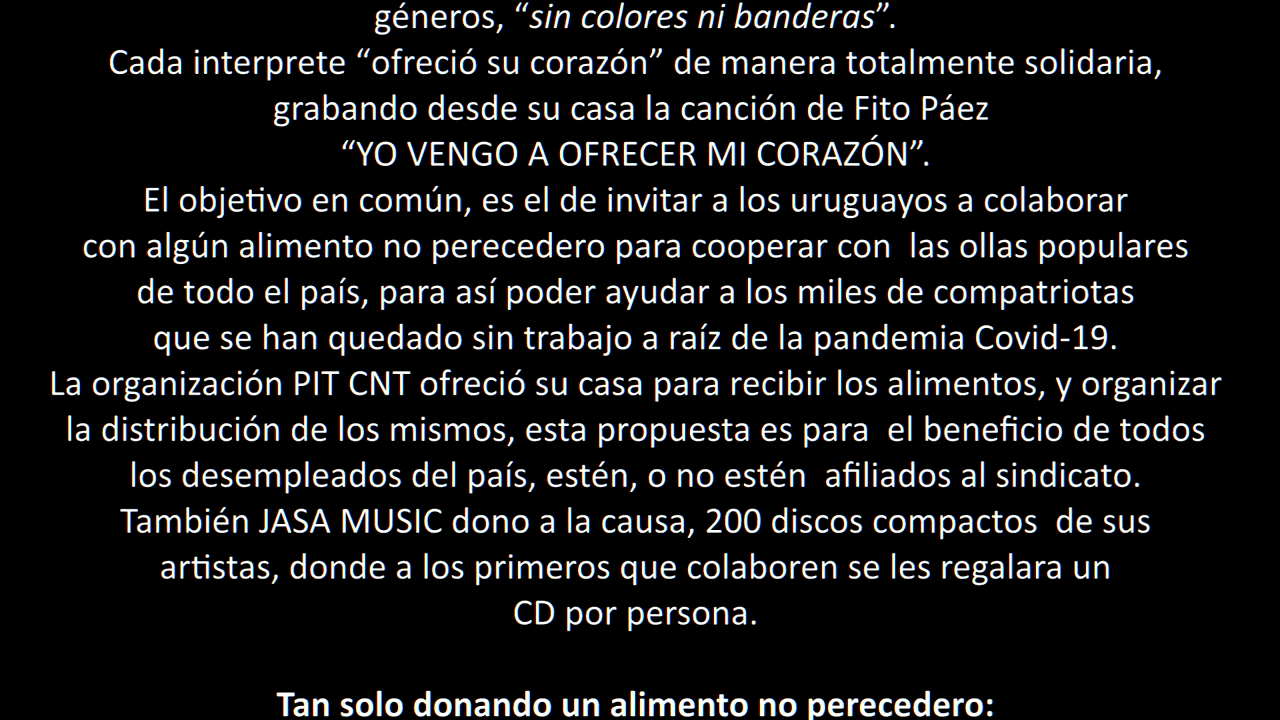 géneros, “sin colores ni banderas”.
Cada interprete “ofreció su corazón” de manera totalmente solidaria,
grabando desde su casa la canción de Fito Páez
“YO VENGO A OFRECER MI CORAZÓN”.
El objetivo en común, es el de invitar a los uruguayos a colaborar
con algún alimento no perecedero para cooperar con  las ollas populares
de todo el país, para así poder ayudar a los miles de compatriotas
que se han quedado sin trabajo a raíz de la pandemia Covid-19.
La organización PIT CNT ofreció su casa para recibir los alimentos, y organizar
la distribución de los mismos, esta propuesta es para  el beneficio de todos
los desempleados del país, estén, o no estén  afiliados al sindicato.
También JASA MUSIC dono a la causa, 200 discos compactos  de sus
artistas, donde a los primeros que colaboren se les regalara un
CD por persona.
Tan solo donando un alimento no perecedero: